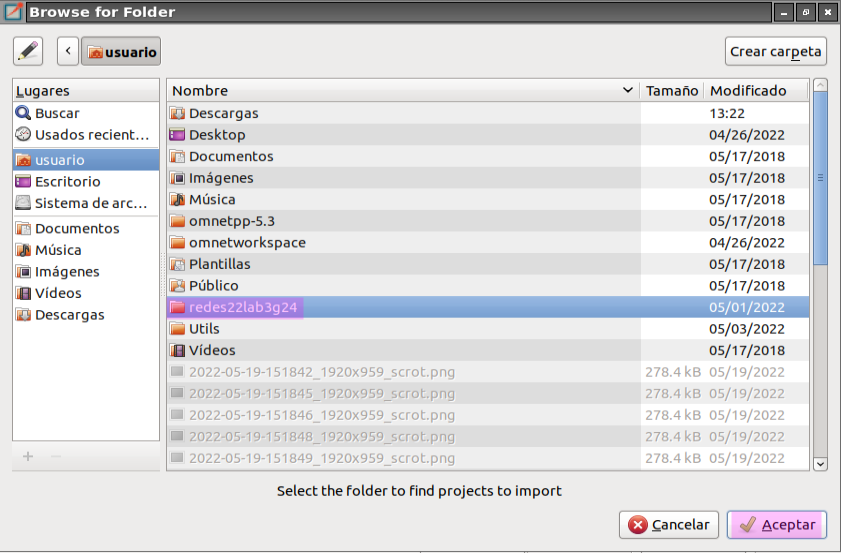 Browse for Folder
usuario
Crear carpeta
Lugares
Buscar
Usados recient...
usuario
Escritorio
Sistema de arc...
Documentos
Música
Imágenes
Vídeos
Descargas
Nombre Tamaño Modificado
Descargas 13:22
Desktop 04/26/2022
Documentos 05/17/2018
Imágenes 05/17/2018
Música 05/17/2018
omnetpp-5.3 05/17/2018
omnetworkspace 04/26/2022
Plantillas 05/17/2018
Público 05/17/2018
redes22lab3g24 05/01/2022
Utils 05/03/2022
Vídeos 05/17/2018
2022-05-19-151842_1920x959_scrot.png 278.4 kB 05/19/2022
2022-05-19-151845_1920x959_scrot.png 278.4 kB 05/19/2022
2022-05-19-151846_1920x959_scrot.png 278.4 kB 05/19/2022
2022-05-19-151848_1920x959_scrot.png 278.4 kB 05/19/2022
2022-05-19-151849_1920x959_scrot.png 278.4 kB 05/19/2022
Select the folder to find projects to import
Cancelar
Aceptar